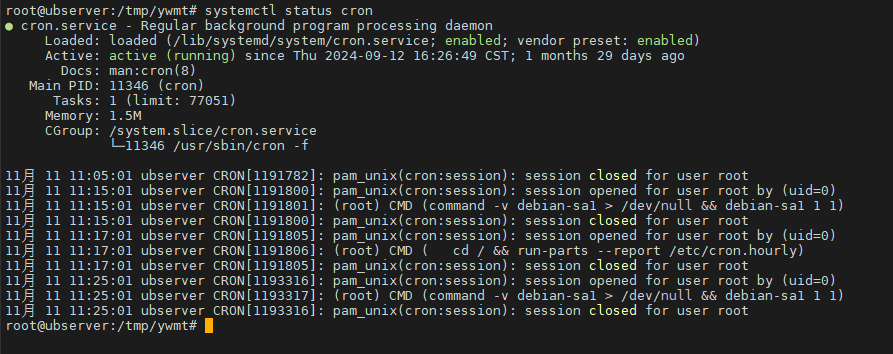 root@ubserver:/tmp/ywmt# systemctl status cron
● cron.service - Regular background program processing daemon
     Loaded: loaded (/lib/systemd/system/cron.service; enabled; vendor preset: enabled)
     Active: active (running) since Thu 2024-09-12 16:26:49 CST; 1 months 29 days ago
       Docs: man:cron(8)
   Main PID: 11346 (cron)
      Tasks: 1 (limit: 77051)
     Memory: 1.5M
     CGroup: /system.slice/cron.service
             └─11346 /usr/sbin/cron -f

11月 11 11:05:01 ubserver CRON[1191782]: pam_unix(cron:session): session closed for user root
11月 11 11:15:01 ubserver CRON[1191800]: pam_unix(cron:session): session opened for user root by (uid=0)
11月 11 11:15:01 ubserver CRON[1191801]: (root) CMD (command -v debian-sa1 > /dev/null && debian-sa1 1 1)
11月 11 11:15:01 ubserver CRON[1191800]: pam_unix(cron:session): session closed for user root
11月 11 11:17:01 ubserver CRON[1191805]: pam_unix(cron:session): session opened for user root by (uid=0)
11月 11 11:17:01 ubserver CRON[1191806]: (root) CMD (   cd / && run-parts --report /etc/cron.hourly)
11月 11 11:17:01 ubserver CRON[1191805]: pam_unix(cron:session): session closed for user root
11月 11 11:25:01 ubserver CRON[1193316]: pam_unix(cron:session): session opened for user root by (uid=0)
11月 11 11:25:01 ubserver CRON[1193317]: (root) CMD (command -v debian-sa1 > /dev/null && debian-sa1 1 1)
11月 11 11:25:01 ubserver CRON[1193316]: pam_unix(cron:session): session closed for user root
root@ubserver:/tmp/ywmt#